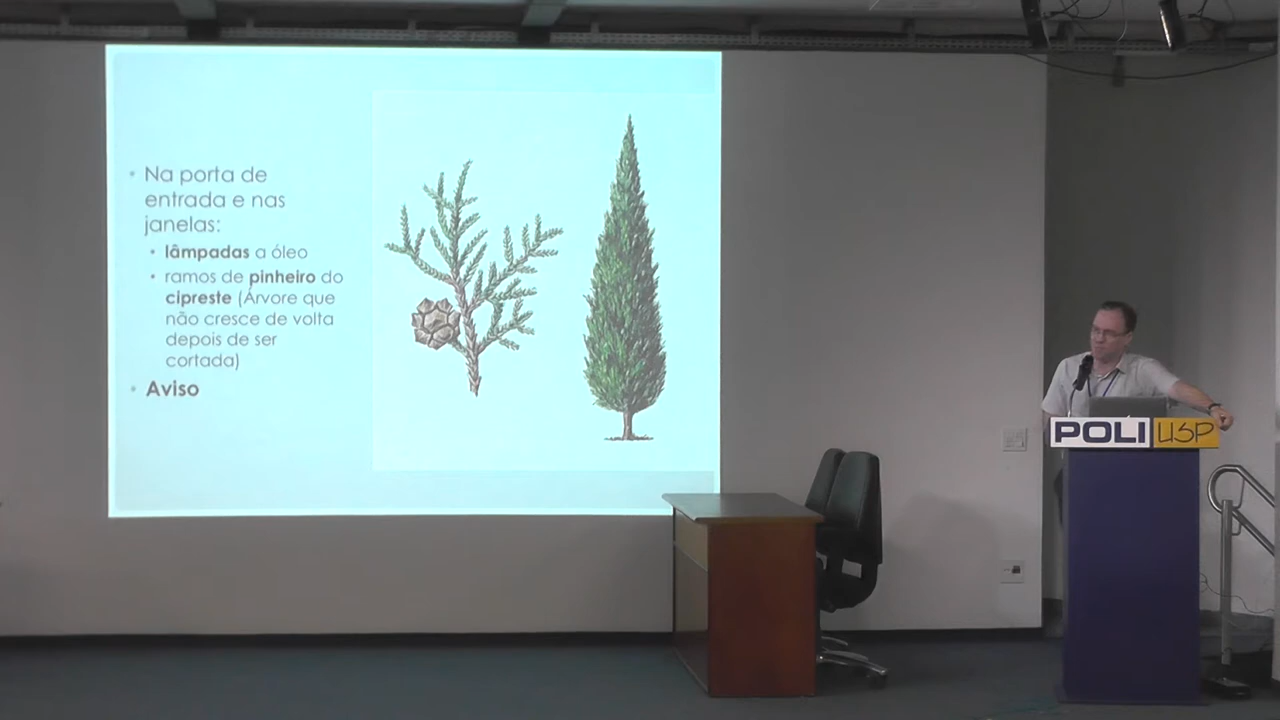 Na porta de
entrada e nas
janelas:
lâmpadas a óleo
ramos de pinheiro do
cipreste (Árvore que
não cresce de volta
depois de ser
cortada)
Aviso
POLI USP